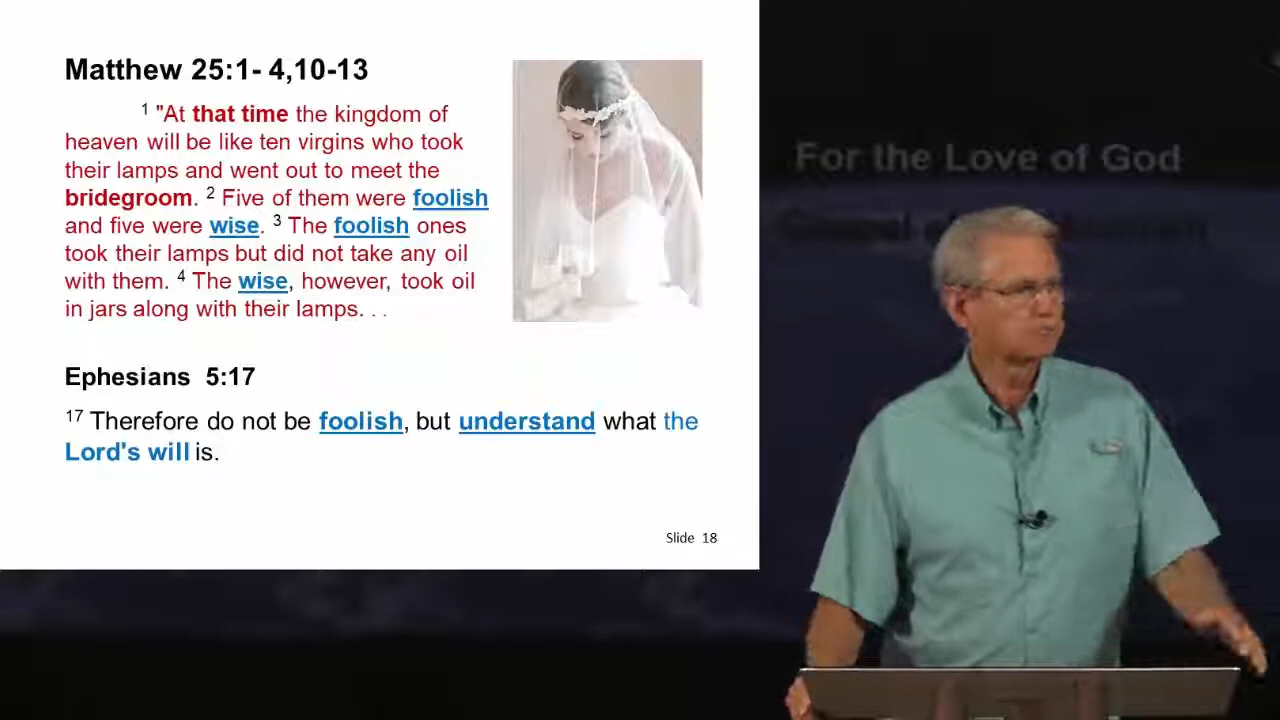 Matthew 25:1- 4,10-13
1 "At that time the kingdom of
heaven will be like ten virgins who took
their lamps and went out to meet the
bridegroom. 2 Five of them were foolish
and five were wise. 3 The foolish ones
took their lamps but did not take any oil
with them. 4 The wise, however, took oil
in jars along with their lamps. . .
Ephesians 5:17
17 Therefore do not be foolish, but understand what the
Lord's will is.
Slide 18
For the Love of God